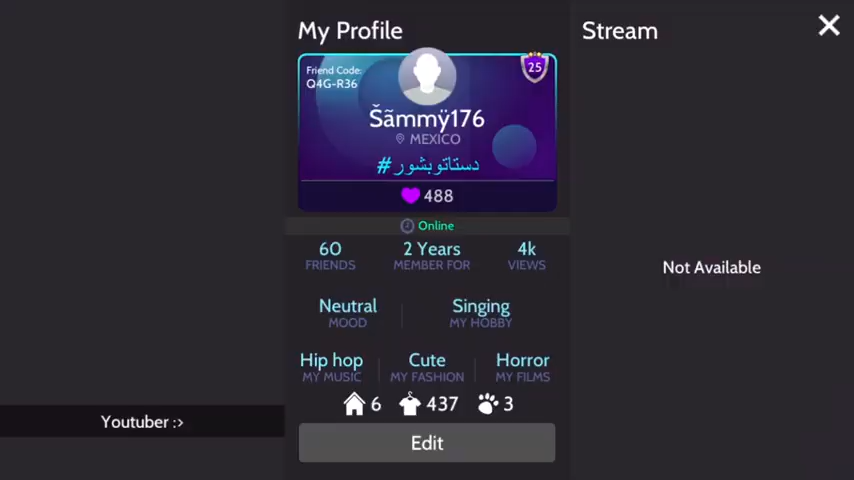 My Profile
Stream
Friend Code:
Q4G-R36
25
Šãmmÿ176
MEXICO
#دستاتوبشور
488
Online
60
FRIENDS
2 Years
MEMBER FOR
4k
VIEWS
Neutral
MOOD
Singing
MY HOBBY
Hip hop
MY MUSIC
Cute
MY FASHION
Horror
MY FILMS
6
437
3
Edit
Youtuber :>
Not Available